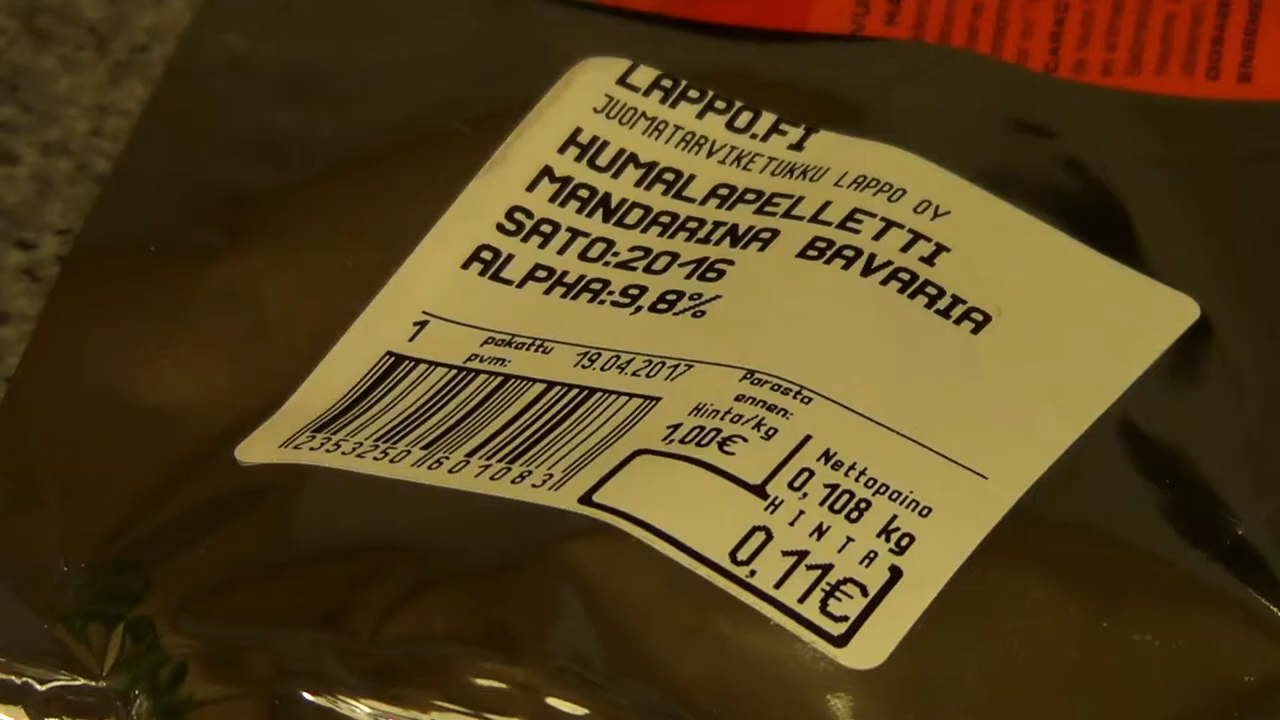 LAPPO.FI
JUOMATARVIKETUKKU LAPPO OY
HUMALAPELLETTI
MANDARINA BAVARIA
SATO:2016
ALPHA:9,8%
1 pakattu pvm: 19.04.2017 Parasta ennen:
Hinta/kg
1,00€
Nettopaino
0,108 kg
HINTA
0,11€
2353250 601083